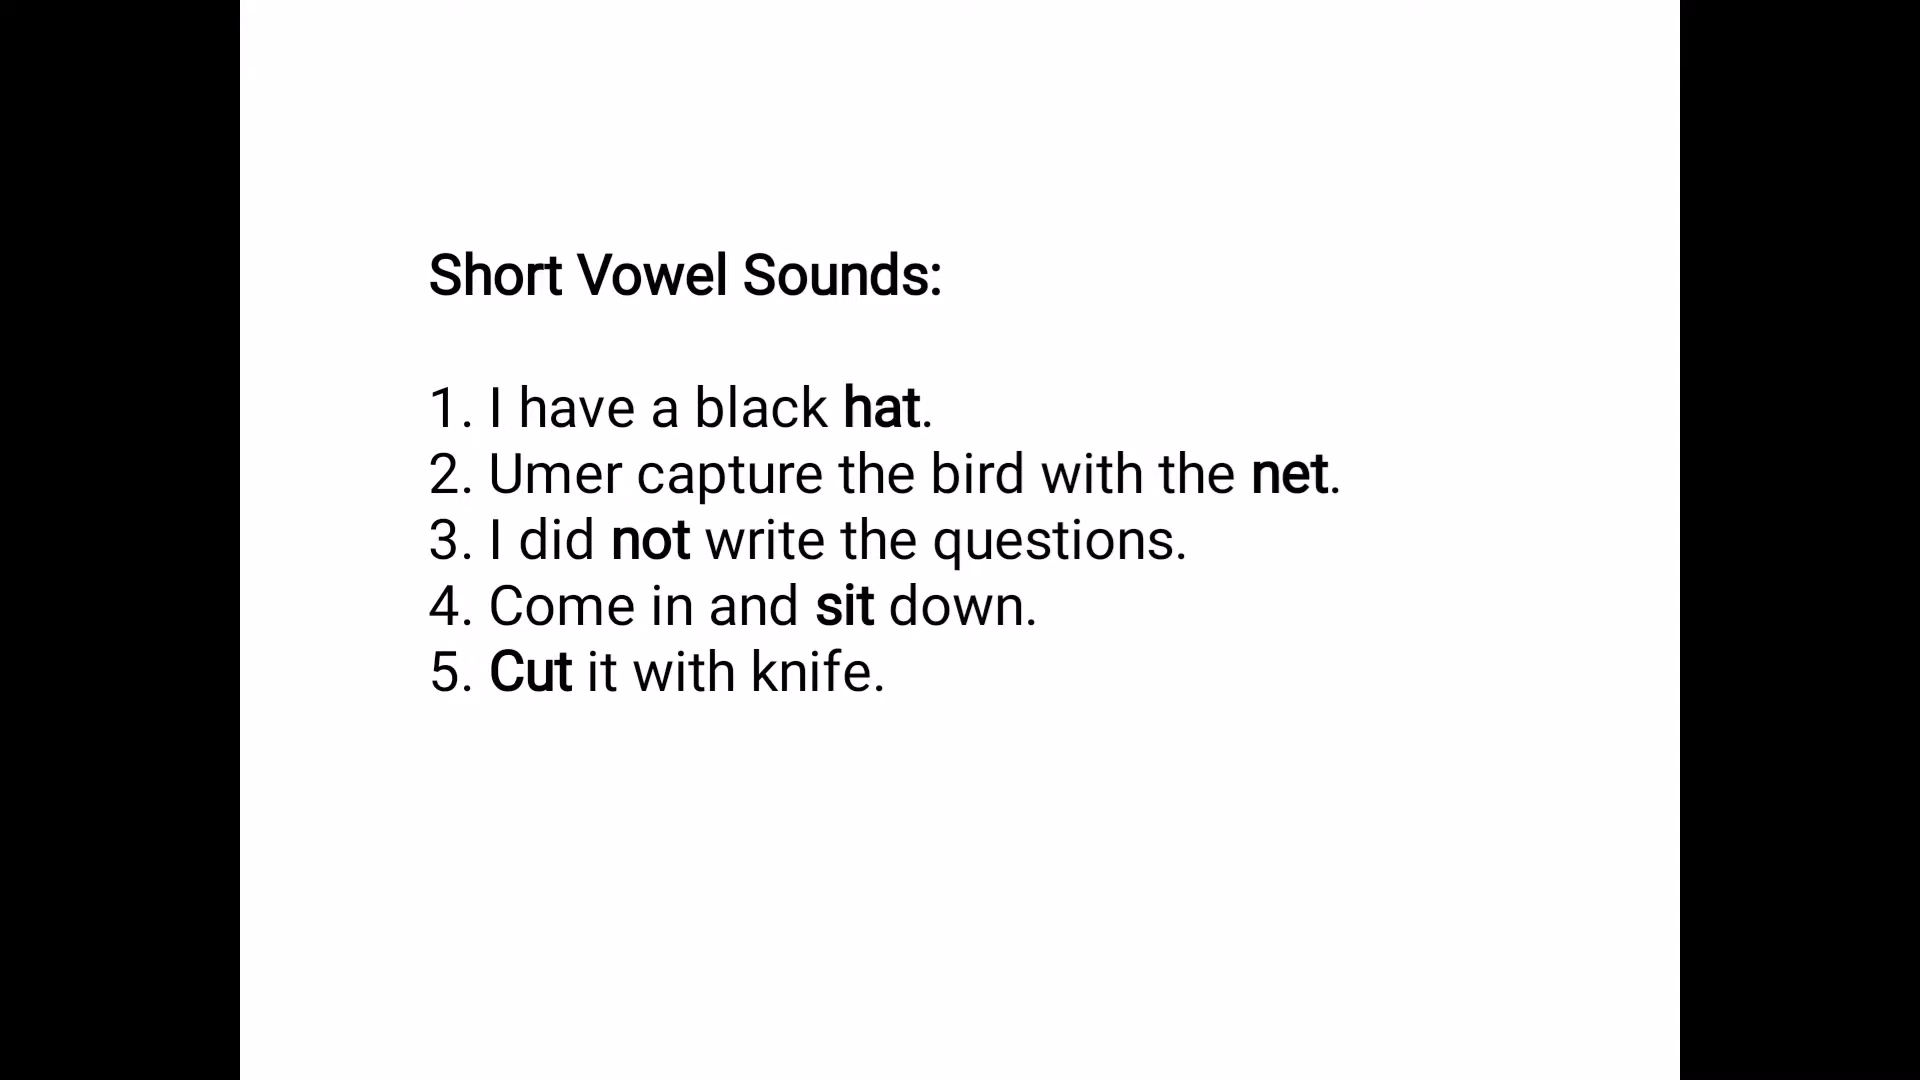 Short Vowel Sounds:
1. I have a black hat.
2. Umer capture the bird with the net.
3. I did not write the questions.
4. Come in and sit down.
5. Cut it with knife.